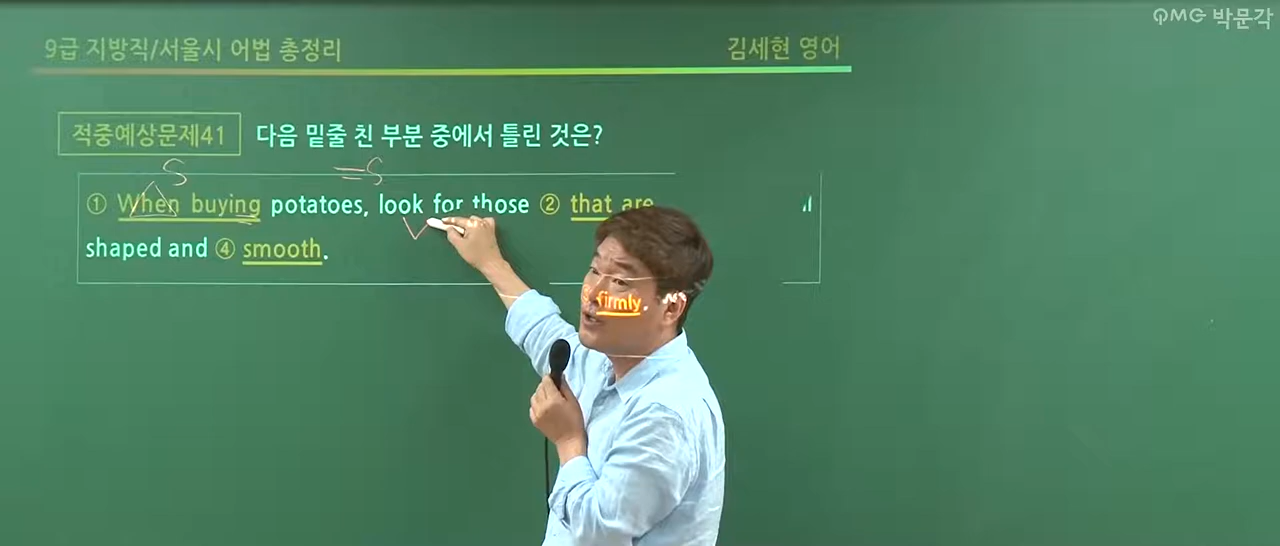 QMG 박문각
9급 지방직/서울시 어법 총정리
김세현 영어
적중예상문제41
다음 밑줄 친 부분 중에서 틀린 것은?
S
=S
① When buying potatoes, look for those ② that are
firmly,
shaped and ④ smooth.